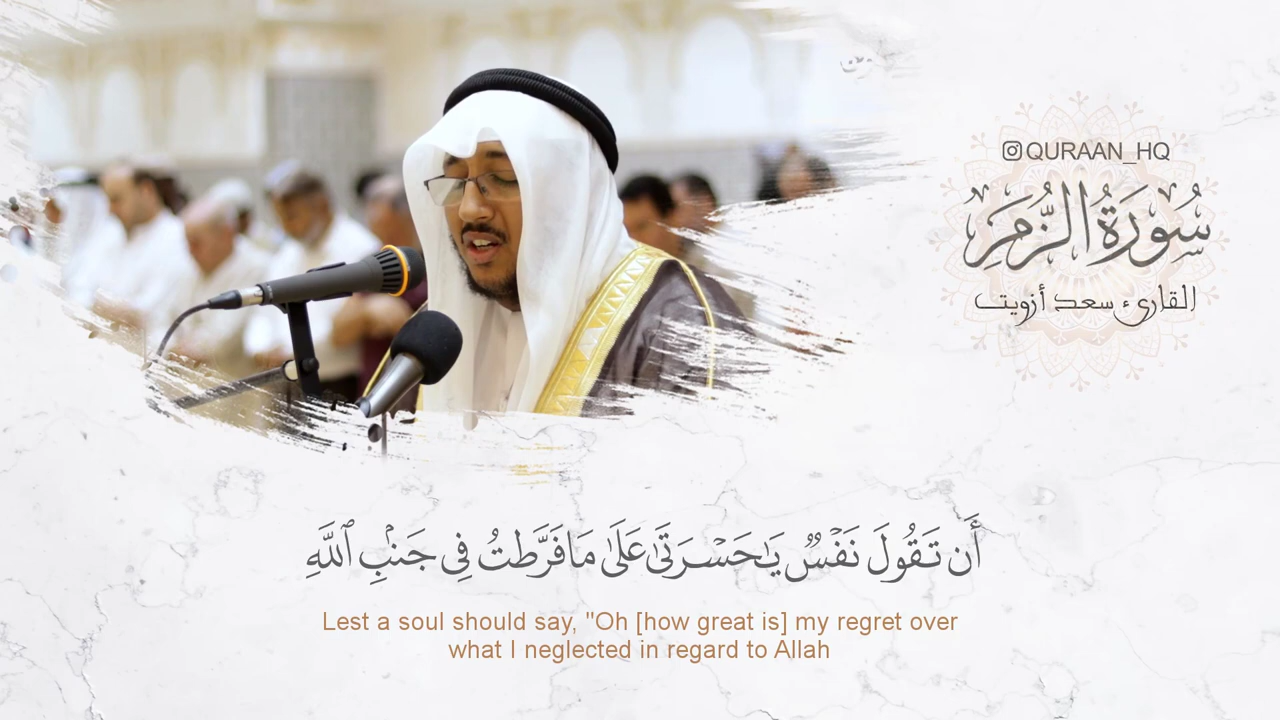 QURAAN_HQ
سُورَةُ الزُّمَرِ
القارئ سعد أزويت
أَن تَقُولَ نَفْسٌ يَٰحَسْرَتَىٰ عَلَىٰ مَا فَرَّطتُ فِى جَنۢبِ ٱللَّهِ
Lest a soul should say, "Oh [how great is] my regret over
what I neglected in regard to Allah